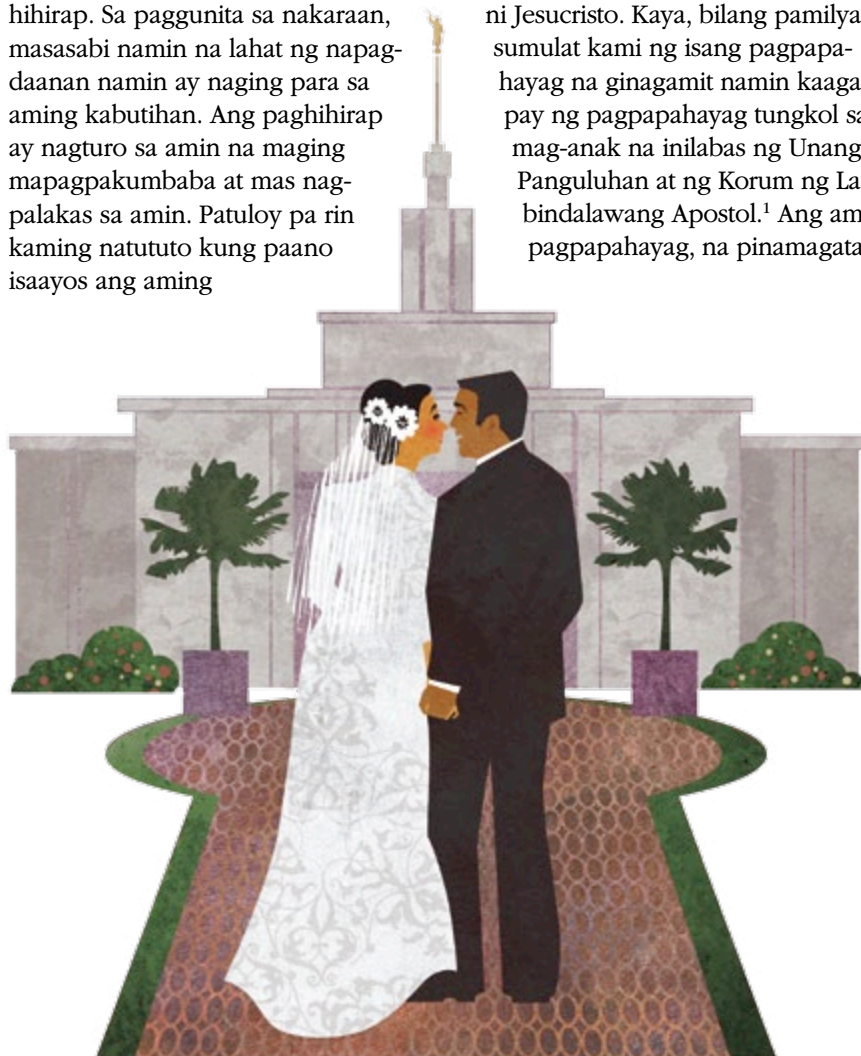 hihirap. Sa paggunita sa nakaraan,
masasabi namin na lahat ng napag-
daanan namin ay naging para sa
aming kabutihan. Ang paghihirap
ay nagturo sa amin na maging
mapagpakumbaba at mas nag-
palakas sa amin. Patuloy pa rin
kaming natututo kung paano
isaayos ang aming
ni Jesucristo. Kaya, bilang pamilya
sumulat kami ng isang pagpapa-
hayag na ginagamit namin kaaga
pay ng pagpapahayag tungkol sa
mag-anak na inilabas ng Unang
Panguluhan at ng Korum ng La
bindalawang Apostol.¹ Ang am
pagpapahayag, na pinamagata